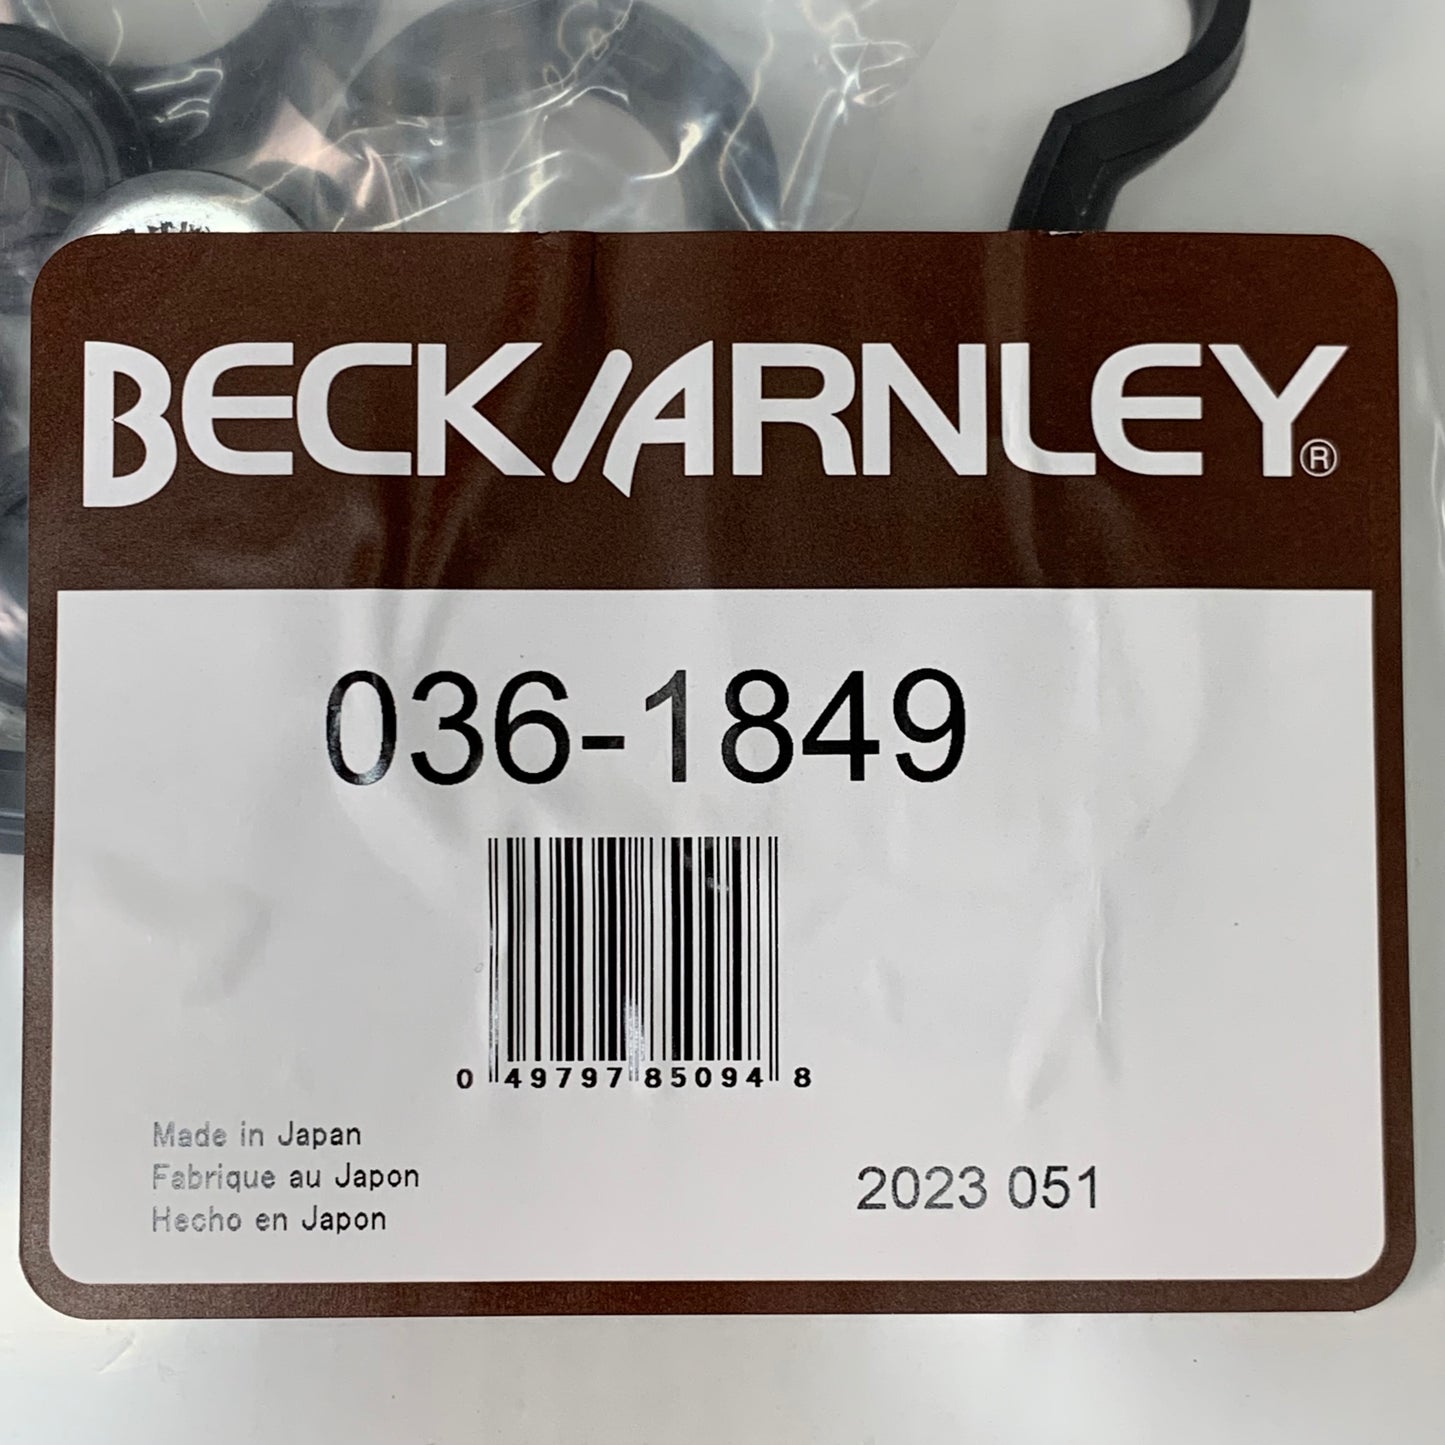 BECK/ARNLEY®
036-1849
0 49797 85094 8
Made in Japan
Fabrique au Japon
Hecho en Japon
2023 051